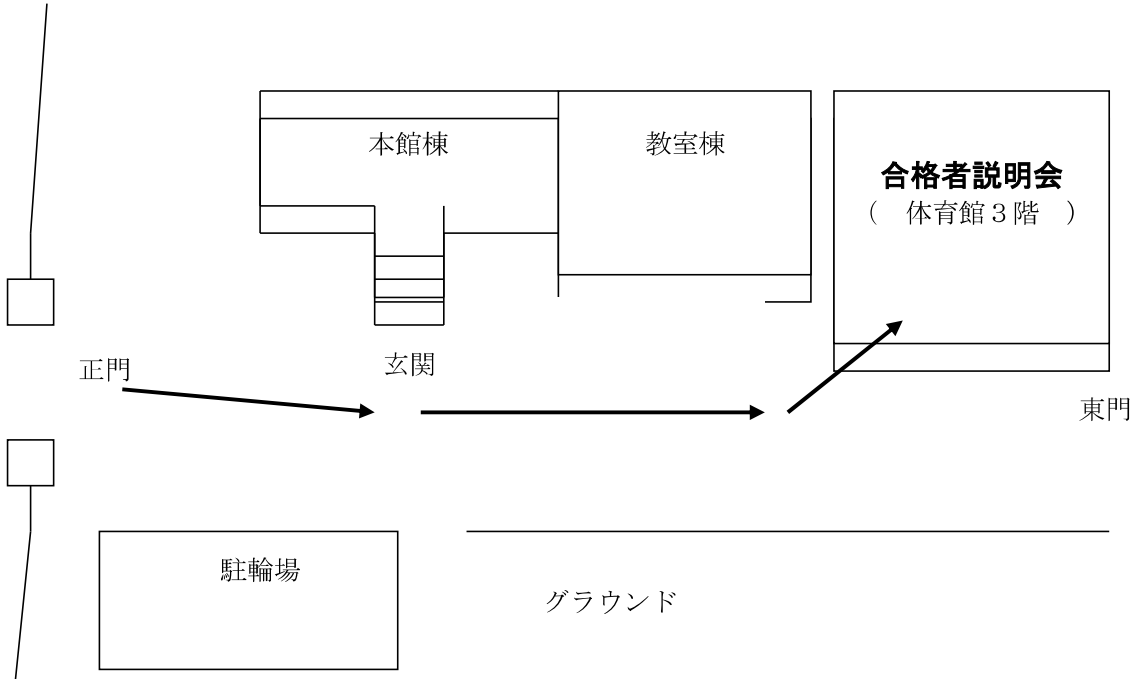 本館棟
教室棟
合格者説明会
（　体育館３階　）
正門
玄関
東門
駐輪場
グラウンド